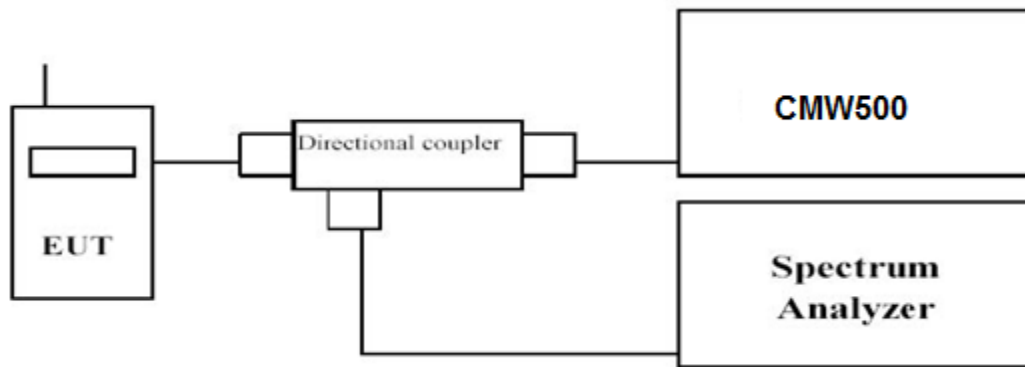 CMW500
Directional coupler
EUT
Spectrum
Analyzer